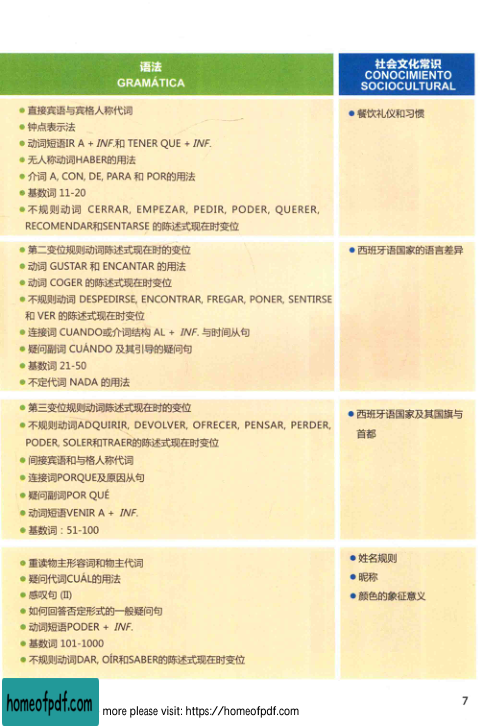 语法
GRAMÁTICA
社会文化常识
CONOCIMIENTO
SOCIOCULTURAL
● 直接宾语与宾格人称代词
● 钟点表示法
● 动词短语IR A + INF.和 TENER QUE + INF.
● 无人称动词HABER的用法
● 介词 A, CON, DE, PARA 和 POR的用法
● 基数词 11-20
● 不规则动词 CERRAR, EMPEZAR, PEDIR, PODER, QUERER,
RECOMENDAR和SENTARSE 的陈述式现在时变位
● 餐饮礼仪和习惯
● 第二变位规则动词陈述式现在时的变位
● 动词 GUSTAR 和 ENCANTAR 的用法
● 动词 COGER 的陈述式现在时变位
● 不规则动词 DESPEDIRSE, ENCONTRAR, FREGAR, PONER, SENTIRSE
和 VER 的陈述式现在时变位
● 连接词 CUANDO或介词结构 AL + INF. 与时间从句
● 疑问副词 CUÁNDO 及其引导的疑问句
● 基数词 21-50
● 不定代词 NADA 的用法
● 西班牙语国家的语言差异
● 第三变位规则动词陈述式现在时的变位
● 不规则动词ADQUIRIR, DEVOLVER, OFRECER, PENSAR, PERDER,
PODER, SOLER和TRAER的陈述式现在时变位
● 间接宾语和与格人称代词
● 连接词PORQUE及原因从句
● 疑问副词POR QUÉ
● 动词短语VENIR A + INF.
● 基数词：51-100
● 西班牙语国家及其国旗与
首都
● 重读物主形容词和物主代词
● 疑问代词CUÁL的用法
● 感叹句 (II)
● 如何回答否定形式的一般疑问句
● 动词短语PODER + INF.
● 基数词 101-1000
● 不规则动词DAR, OÍR和SABER的陈述式现在时变位
● 姓名规则
● 昵称
● 颜色的象征意义
7
homeofpdf.com
more please visit: https://homeofpdf.com